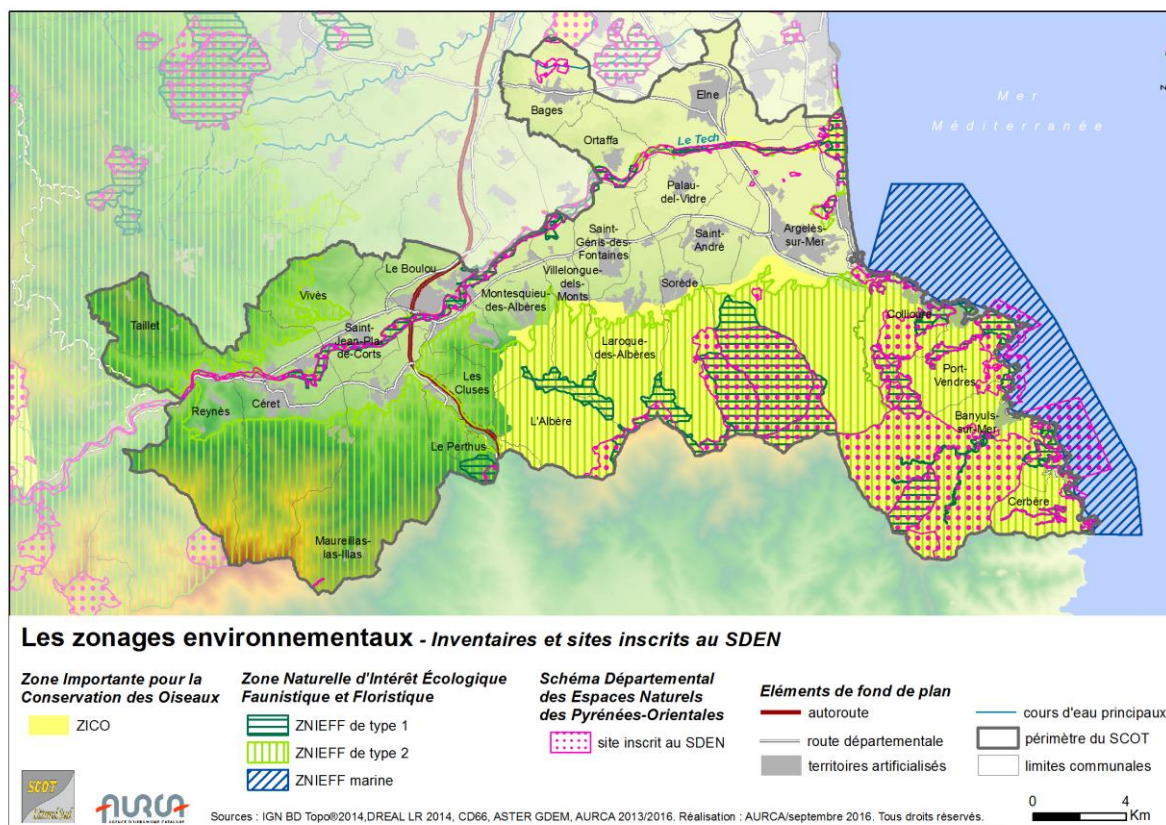 Mer
Méditerranée
Elne
Bages
Ortaffa
Le Tech
Palau-
del-Vidre
Saint-
Génis-des-
Fontaines
Saint-
André
Argelès-
sur-Mer
Le Boulou
Villelongue-
dels-
Monts
Montesquieu-
des-Albères
Sorède
Vivès
Taillet
Saint-
Jean-Pla-
de-Corts
Collioure
Laroque-
des-Albères
Port-
Vendres
Les
Cluses
Reynès
Céret
L'Albère
Banyuls-
sur-Mer
Le Perthus
Cerbère
Maureillas-
las-Illas
Les zonages environnementaux - Inventaires et sites inscrits au SDEN
Zone Importante pour la
Conservation des Oiseaux
ZICO
Zone Naturelle d'Intérêt Écologique
Faunistique et Floristique
ZNIEFF de type 1
ZNIEFF de type 2
ZNIEFF marine
Schéma Départemental
des Espaces Naturels
des Pyrénées-Orientales
site inscrit au SDEN
Eléments de fond de plan
autoroute
route départementale
territoires artificialisés
cours d'eau principaux
périmètre du SCOT
limites communales
SCOT
Littoral Sud
AURCA
AGENCE D'URBANISME CATALANE
Sources : IGN BD Topo®2014,DREAL LR 2014, CD66, ASTER GDEM, AURCA 2013/2016. Réalisation : AURCA/septembre 2016. Tous droits réservés.
0 4
Km